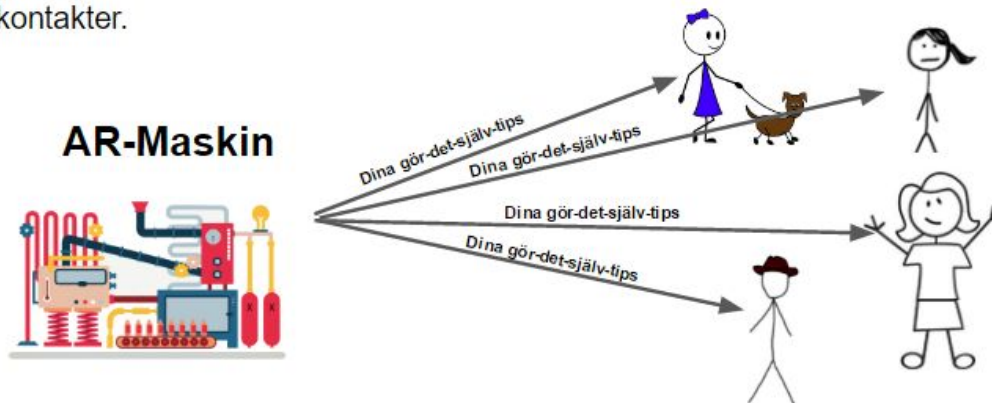 kontakter.
AR-Maskin
Dina gör-det-själv-tips
Dina gör-det-själv-tips
Dina gör-det-själv-tips
Dina gör-det-själv-tips
x
x